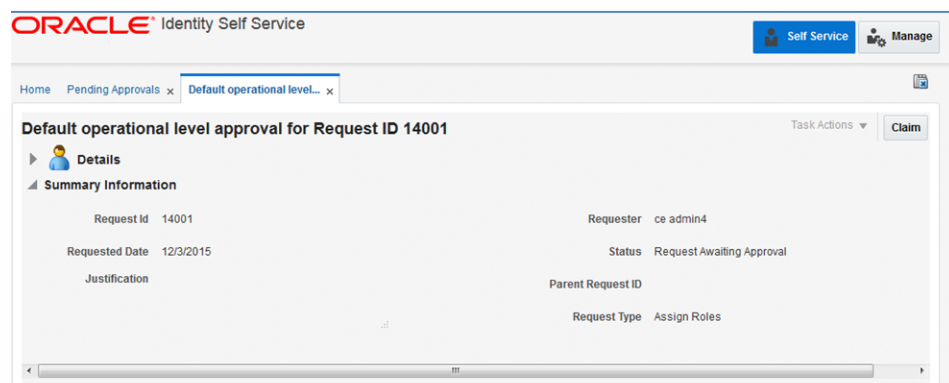 ORACLE® Identity Self Service
Self Service
Manage
Home Pending Approvals x Default operational level... x
Default operational level approval for Request ID 14001
Task Actions
Claim
Details
Summary Information
Request Id 14001
Requester ce admin4
Requested Date 12/3/2015
Status Request Awaiting Approval
Justification
Parent Request ID
Request Type Assign Roles